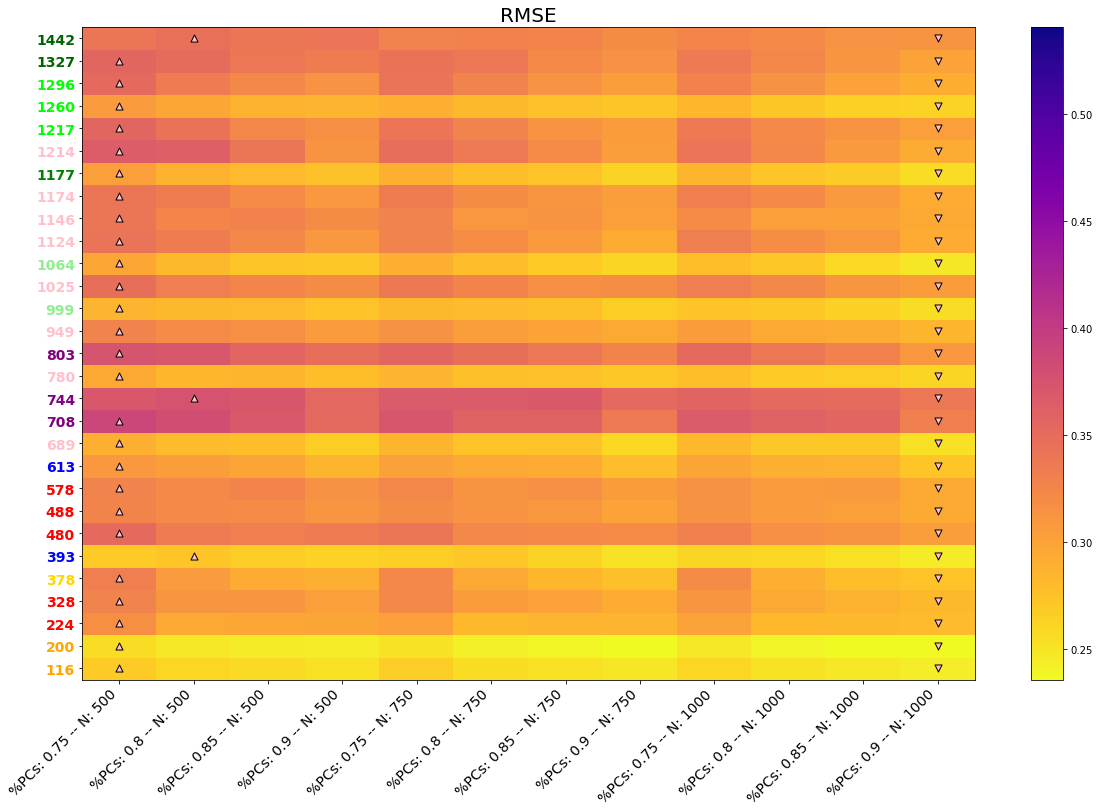 RMSE
1442
1327
1296
1260
1217
1214
1177
1174
1146
1124
1064
1025
999
949
803
780
744
708
689
613
578
488
480
393
378
328
224
200
116
%PCs: 0.75 -- N: 500
%PCs: 0.8 -- N: 500
%PCs: 0.85 -- N: 500
%PCs: 0.9 -- N: 500
%PCs: 0.75 -- N: 750
%PCs: 0.8 -- N: 750
%PCs: 0.85 -- N: 750
%PCs: 0.9 -- N: 750
%PCs: 0.75 -- N: 1000
%PCs: 0.8 -- N: 1000
%PCs: 0.85 -- N: 1000
%PCs: 0.9 -- N: 1000
0.50
0.45
0.40
0.35
0.30
0.25